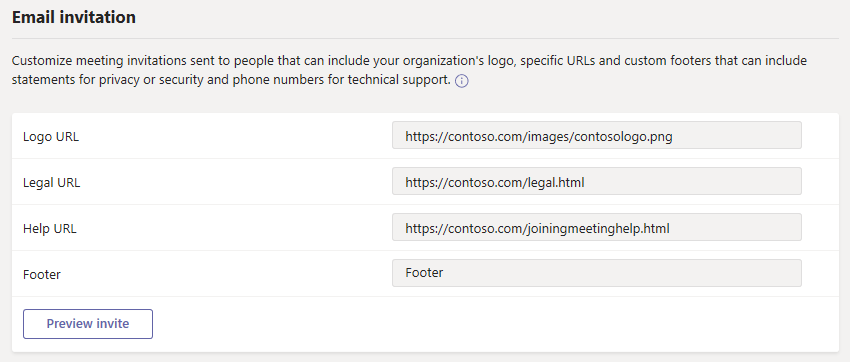 Email invitation
Customize meeting invitations sent to people that can include your organization's logo, specific URLs and custom footers that can include
statements for privacy or security and phone numbers for technical support.
Logo URL https://contoso.com/images/contosologo.png
Legal URL https://contoso.com/legal.html
Help URL https://contoso.com/joiningmeetinghelp.html
Footer Footer
Preview invite